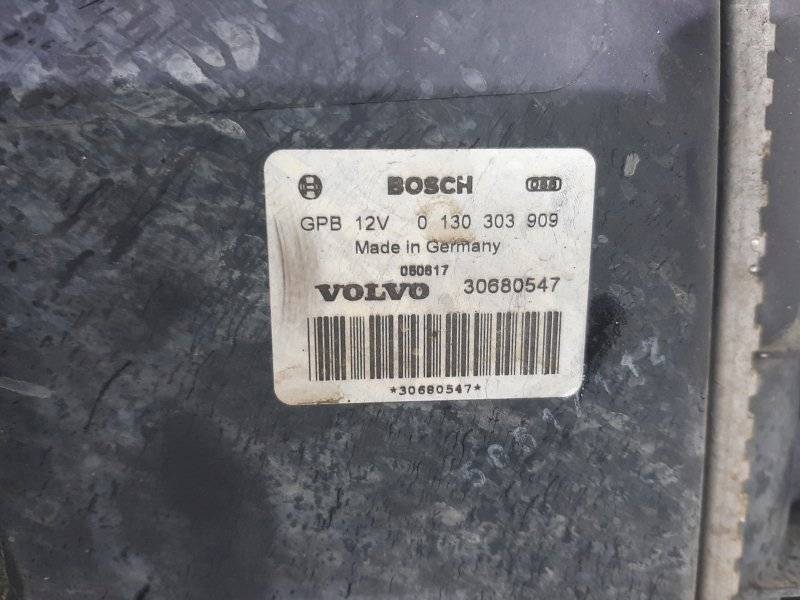 BOSCH
GPB 12V 0 130 303 909
Made in Germany
050617
VOLVO 30680547
*30680547*